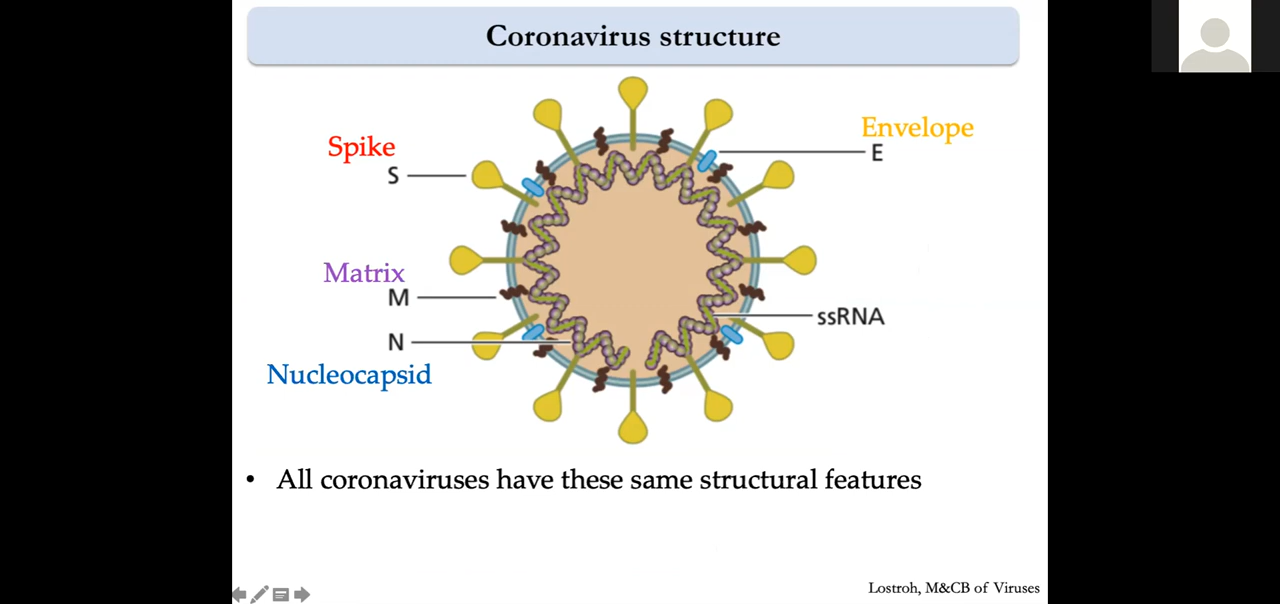 Coronavirus structure
Envelope
E
Spike
S
Matrix
M
ssRNA
N
Nucleocapsid
• All coronaviruses have these same structural features
Lostroh, M&CB of Viruses